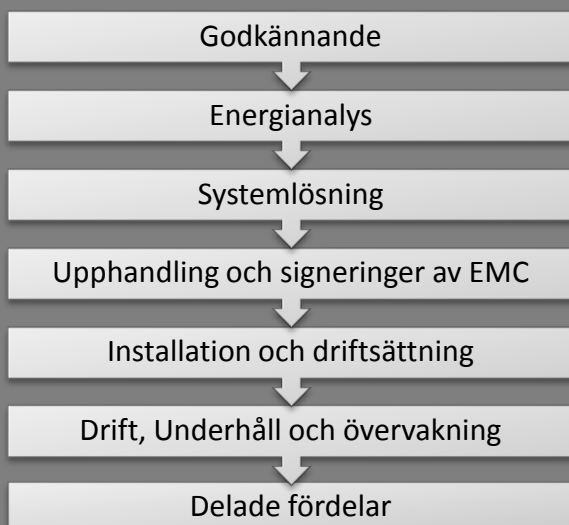 Godkännande
Energianalys
Systemlösning
Upphandling och signeringer av EMC
Installation och driftsättning
Drift, Underhåll och övervakning
Delade fördelar